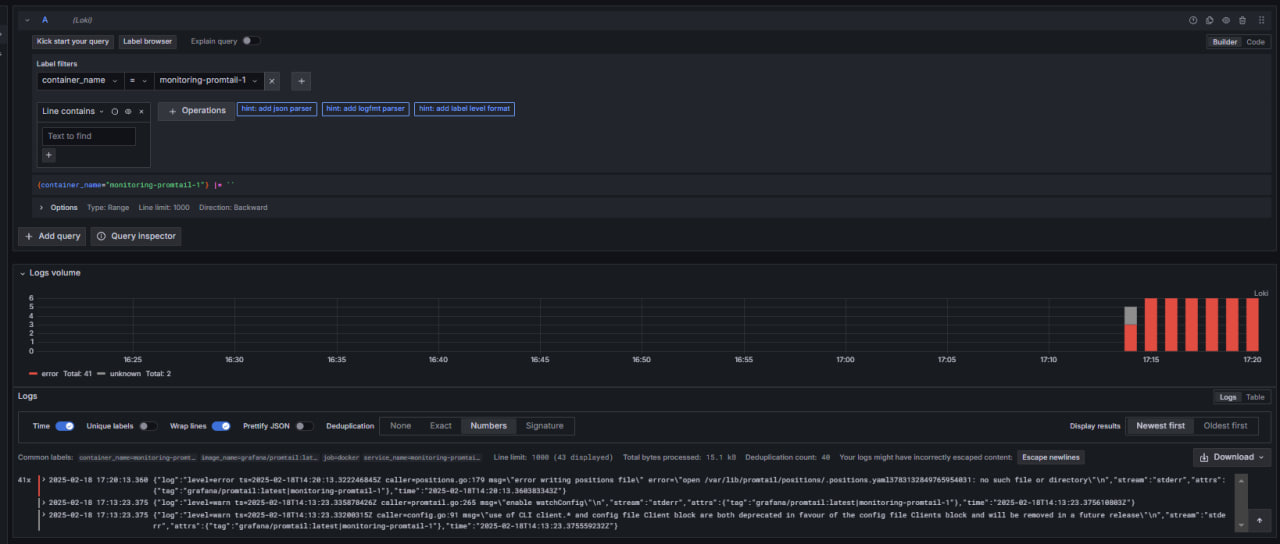 A (Loki)
Kick start your query Label browser Explain query Builder Code
Label filters
container_name = monitoring-promtail-1
Line contains + Operations hint: add json parser hint: add logfmt parser hint: add label level format
Text to find
{container_name="monitoring-promtail-1"} |= ``
Options Type: Range Line limit: 1000 Direction: Backward
+ Add query Query inspector
Logs volume
Loki
6
5
4
3
2
1
0
16:25 16:30 16:35 16:40 16:45 16:50 16:55 17:00 17:05 17:10 17:15 17:20
error Total: 41 unknown Total: 2
Logs Logs Table
Time Unique labels Wrap lines Prettify JSON Deduplication None Exact Numbers Signature Display results Newest first Oldest first
Common labels: container_name=monitoring-promt… image_name=grafana/promtail:lat… job=docker service_name=monitoring-promtai… Line limit: 1000 (43 displayed) Total bytes processed: 15.1 kB Deduplication count: 40 Your logs might have incorrectly escaped content: Escape newlines Download
41x 2025-02-18 17:20:13.360 {"log":"level=error ts=2025-02-18T14:20:13.322246845Z caller=positions.go:179 msg=\"error writing positions file\" error=\"open /var/lib/promtail/positions/.positions.yaml3783132849765954031: no such file or directory\"\n","stream":"stderr","attrs":
{"tag":"grafana/promtail:latest|monitoring-promtail-1"},"time":"2025-02-18T14:20:13.360383343Z"}
2025-02-18 17:13:23.375 {"log":"level=warn ts=2025-02-18T14:13:23.335878426Z caller=promtail.go:265 msg=\"enable watchConfig\"\n","stream":"stderr","attrs":{"tag":"grafana/promtail:latest|monitoring-promtail-1"},"time":"2025-02-18T14:13:23.375610803Z"}
2025-02-18 17:13:23.375 {"log":"level=warn ts=2025-02-18T14:13:23.33200315Z caller=config.go:91 msg=\"use of CLI client.* and config file Client block are both deprecated in favour of the config file Clients block and will be removed in a future release\"\n","stream":"stde
rr","attrs":{"tag":"grafana/promtail:latest|monitoring-promtail-1"},"time":"2025-02-18T14:13:23.375559232Z"}